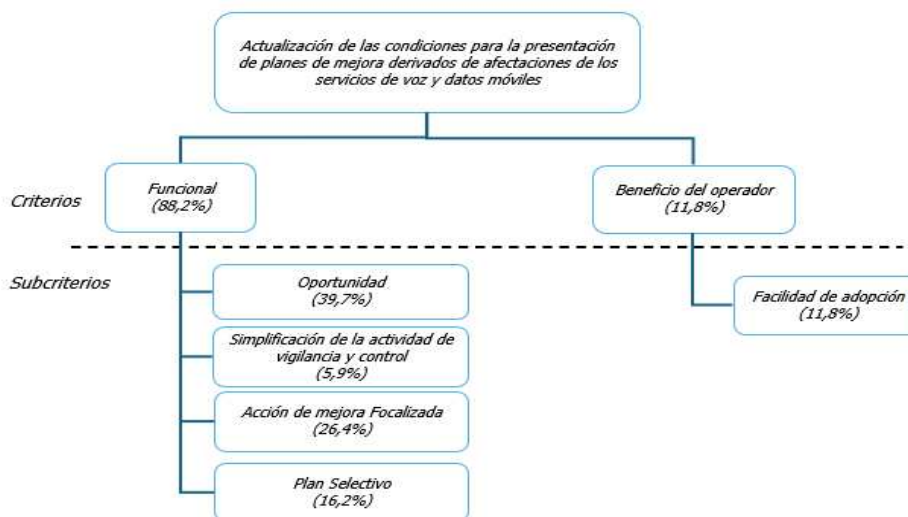 Actualización de las condiciones para la presentación
de planes de mejora derivados de afectaciones de los
servicios de voz y datos móviles
Criterios
Funcional
(88,2%)
Beneficio del operador
(11,8%)
Subcriterios
Oportunidad
(39,7%)
Facilidad de adopción
(11,8%)
Simplificación de la actividad de
vigilancia y control
(5,9%)
Acción de mejora Focalizada
(26,4%)
Plan Selectivo
(16,2%)